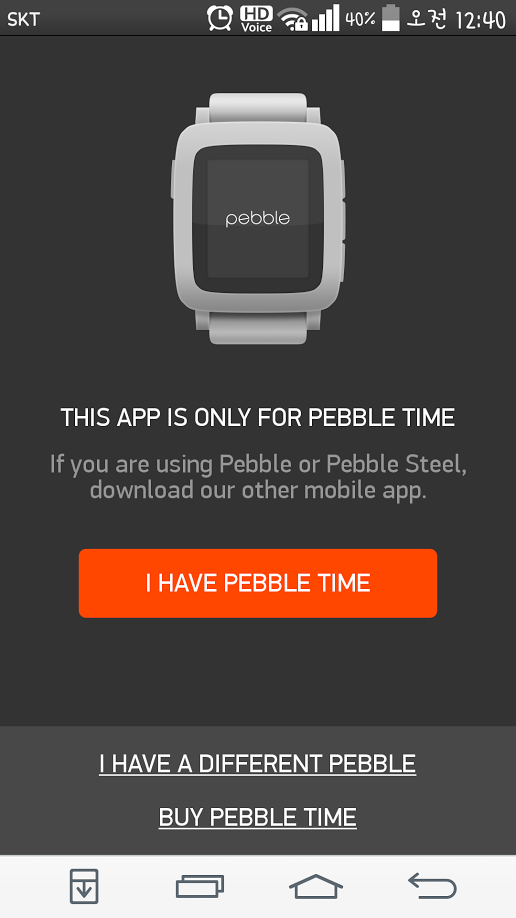 SKT HD Voice 40% 오전 12:40
pebble
THIS APP IS ONLY FOR PEBBLE TIME
If you are using Pebble or Pebble Steel,
download our other mobile app.
I HAVE PEBBLE TIME
I HAVE A DIFFERENT PEBBLE
BUY PEBBLE TIME